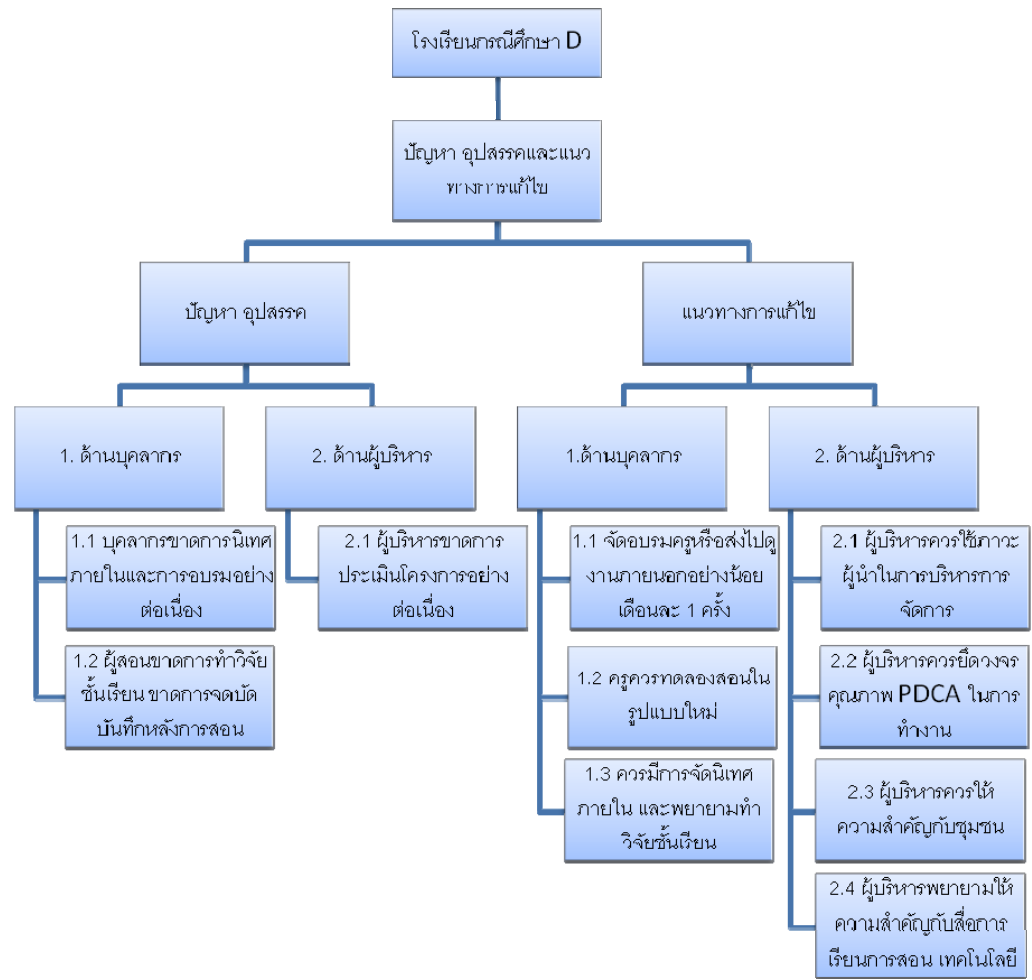 โรงเรียนกรณีศึกษา D
ปัญหา อุปสรรคและแนว
ทางการแก้ไข
ปัญหา อุปสรรค
แนวทางการแก้ไข
1. ด้านบุคลากร
2. ด้านผู้บริหาร
1.ด้านบุคลากร
2. ด้านผู้บริหาร
1.1 บุคลากรขาดการนิเทศ
ภายในและการอบรมอย่าง
ต่อเนื่อง
1.2 ผู้สอนขาดการทำวิจัย
ชั้นเรียน ขาดการจดบัด
บันทึกหลังการสอน
2.1 ผู้บริหารขาดการ
ประเมินโครงการอย่าง
ต่อเนื่อง
1.1 จัดอบรมครูหรือส่งไปดู
งานภายนอกอย่างน้อย
เดือนละ 1 ครั้ง
1.2 ครูควรทดลองสอนใน
รูปแบบใหม่
1.3 ควรมีการจัดนิเทศ
ภายใน และพยายามทำ
วิจัยชั้นเรียน
2.1 ผู้บริหารควรใช้ภาวะ
ผู้นำในการบริหารการ
จัดการ
2.2 ผู้บริหารควรยึดวงจร
คุณภาพ PDCA ในการ
ทำงาน
2.3 ผู้บริหารควรให้
ความสำคัญกับชุมชน
2.4 ผู้บริหารพยายามให้
ความสำคัญกับสื่อการ
เรียนการสอน เทคโนโลยี